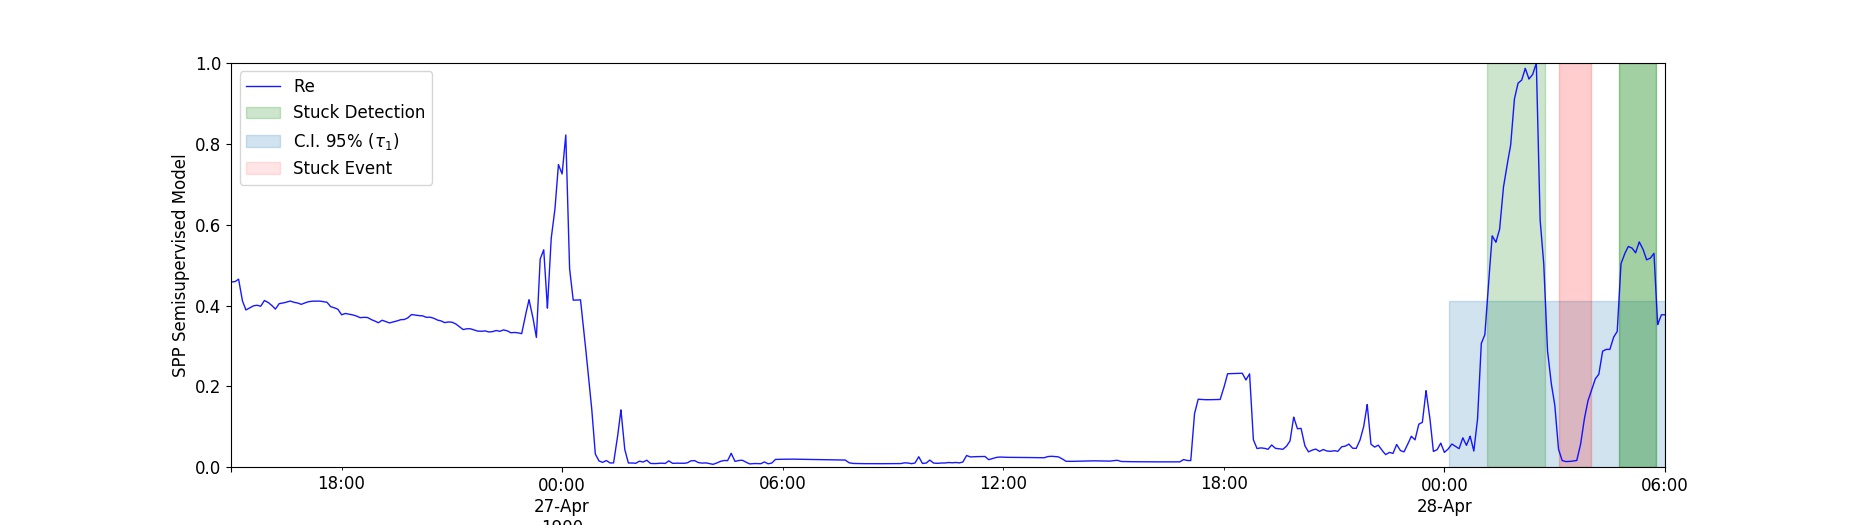 1.0
0.8
0.6
0.4
0.2
0.0
SPP Semisupervised Model
Re
Stuck Detection
C.I. 95% (τ₁)
Stuck Event
18:00
00:00
27-Apr
1900
06:00
12:00
18:00
00:00
28-Apr
06:00